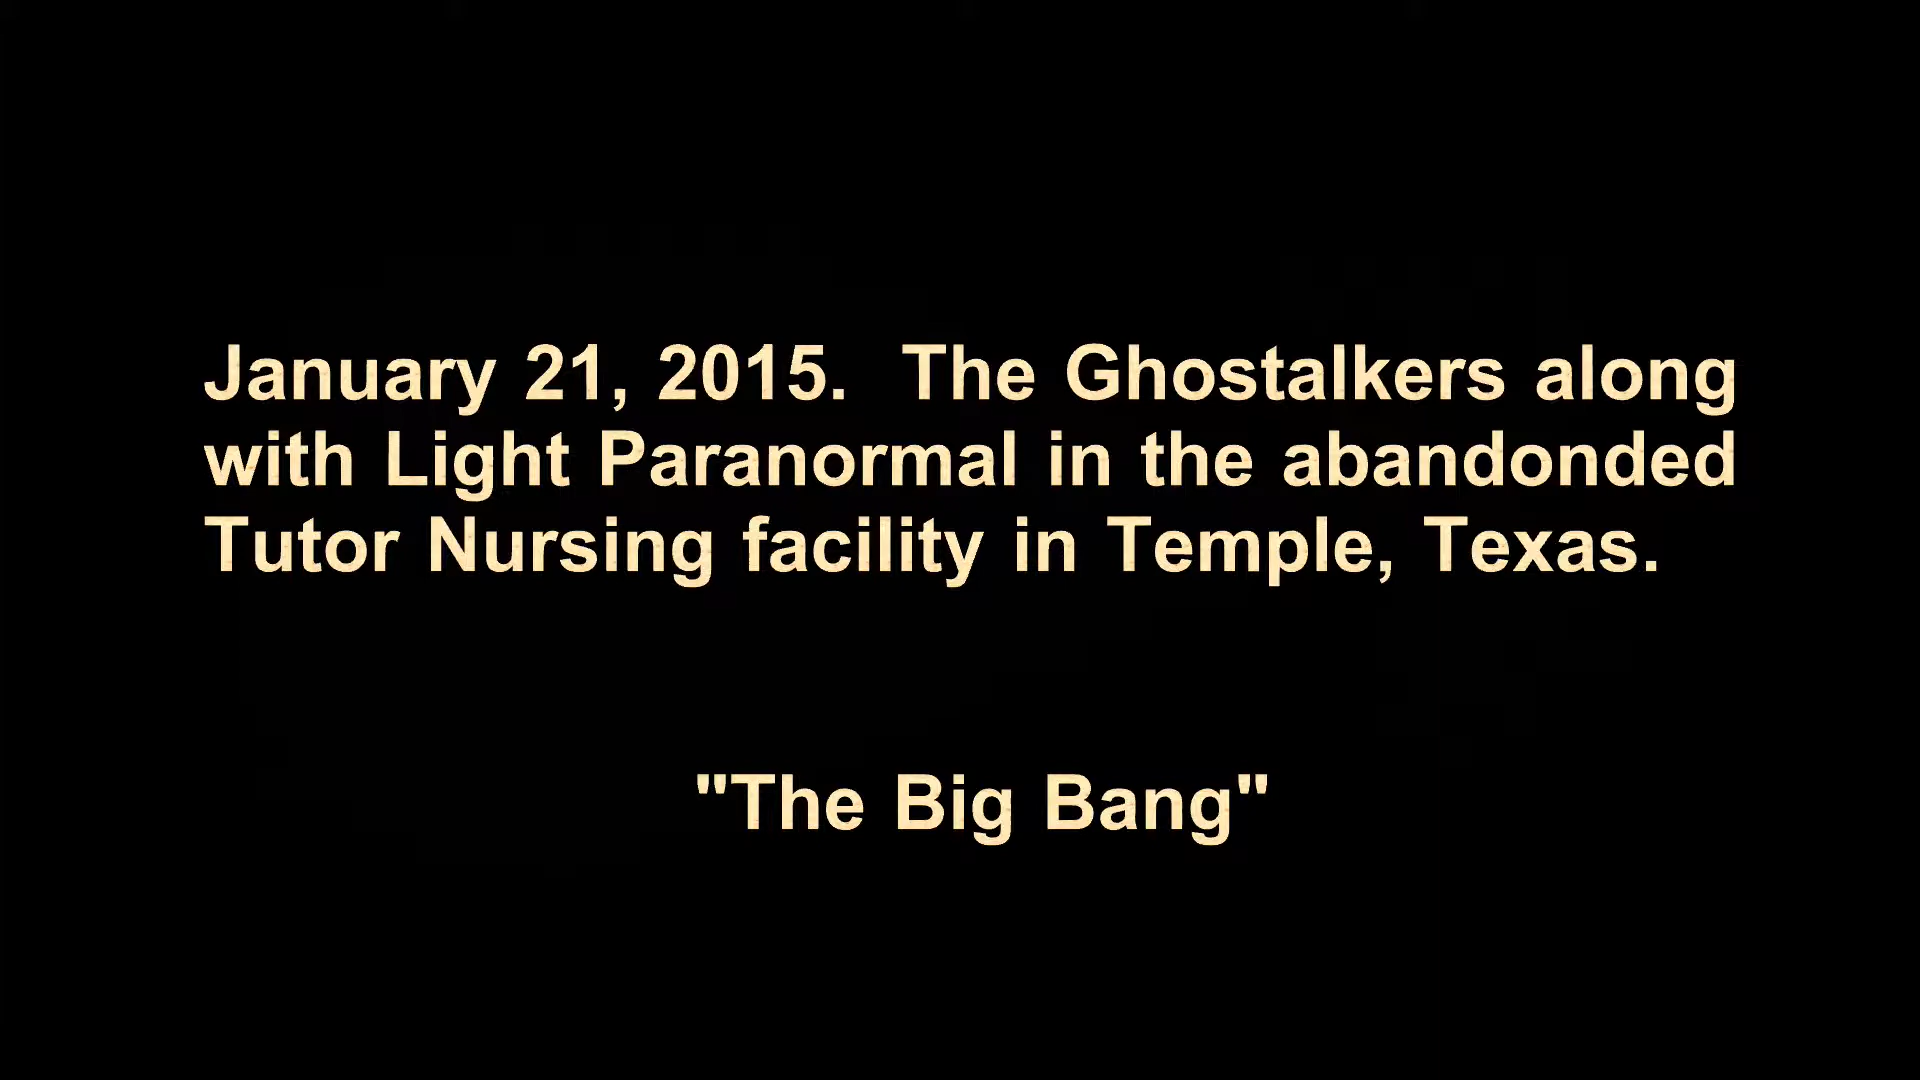 January 21, 2015.  The Ghostalkers along
with Light Paranormal in the abandonded
Tutor Nursing facility in Temple, Texas.
"The Big Bang"